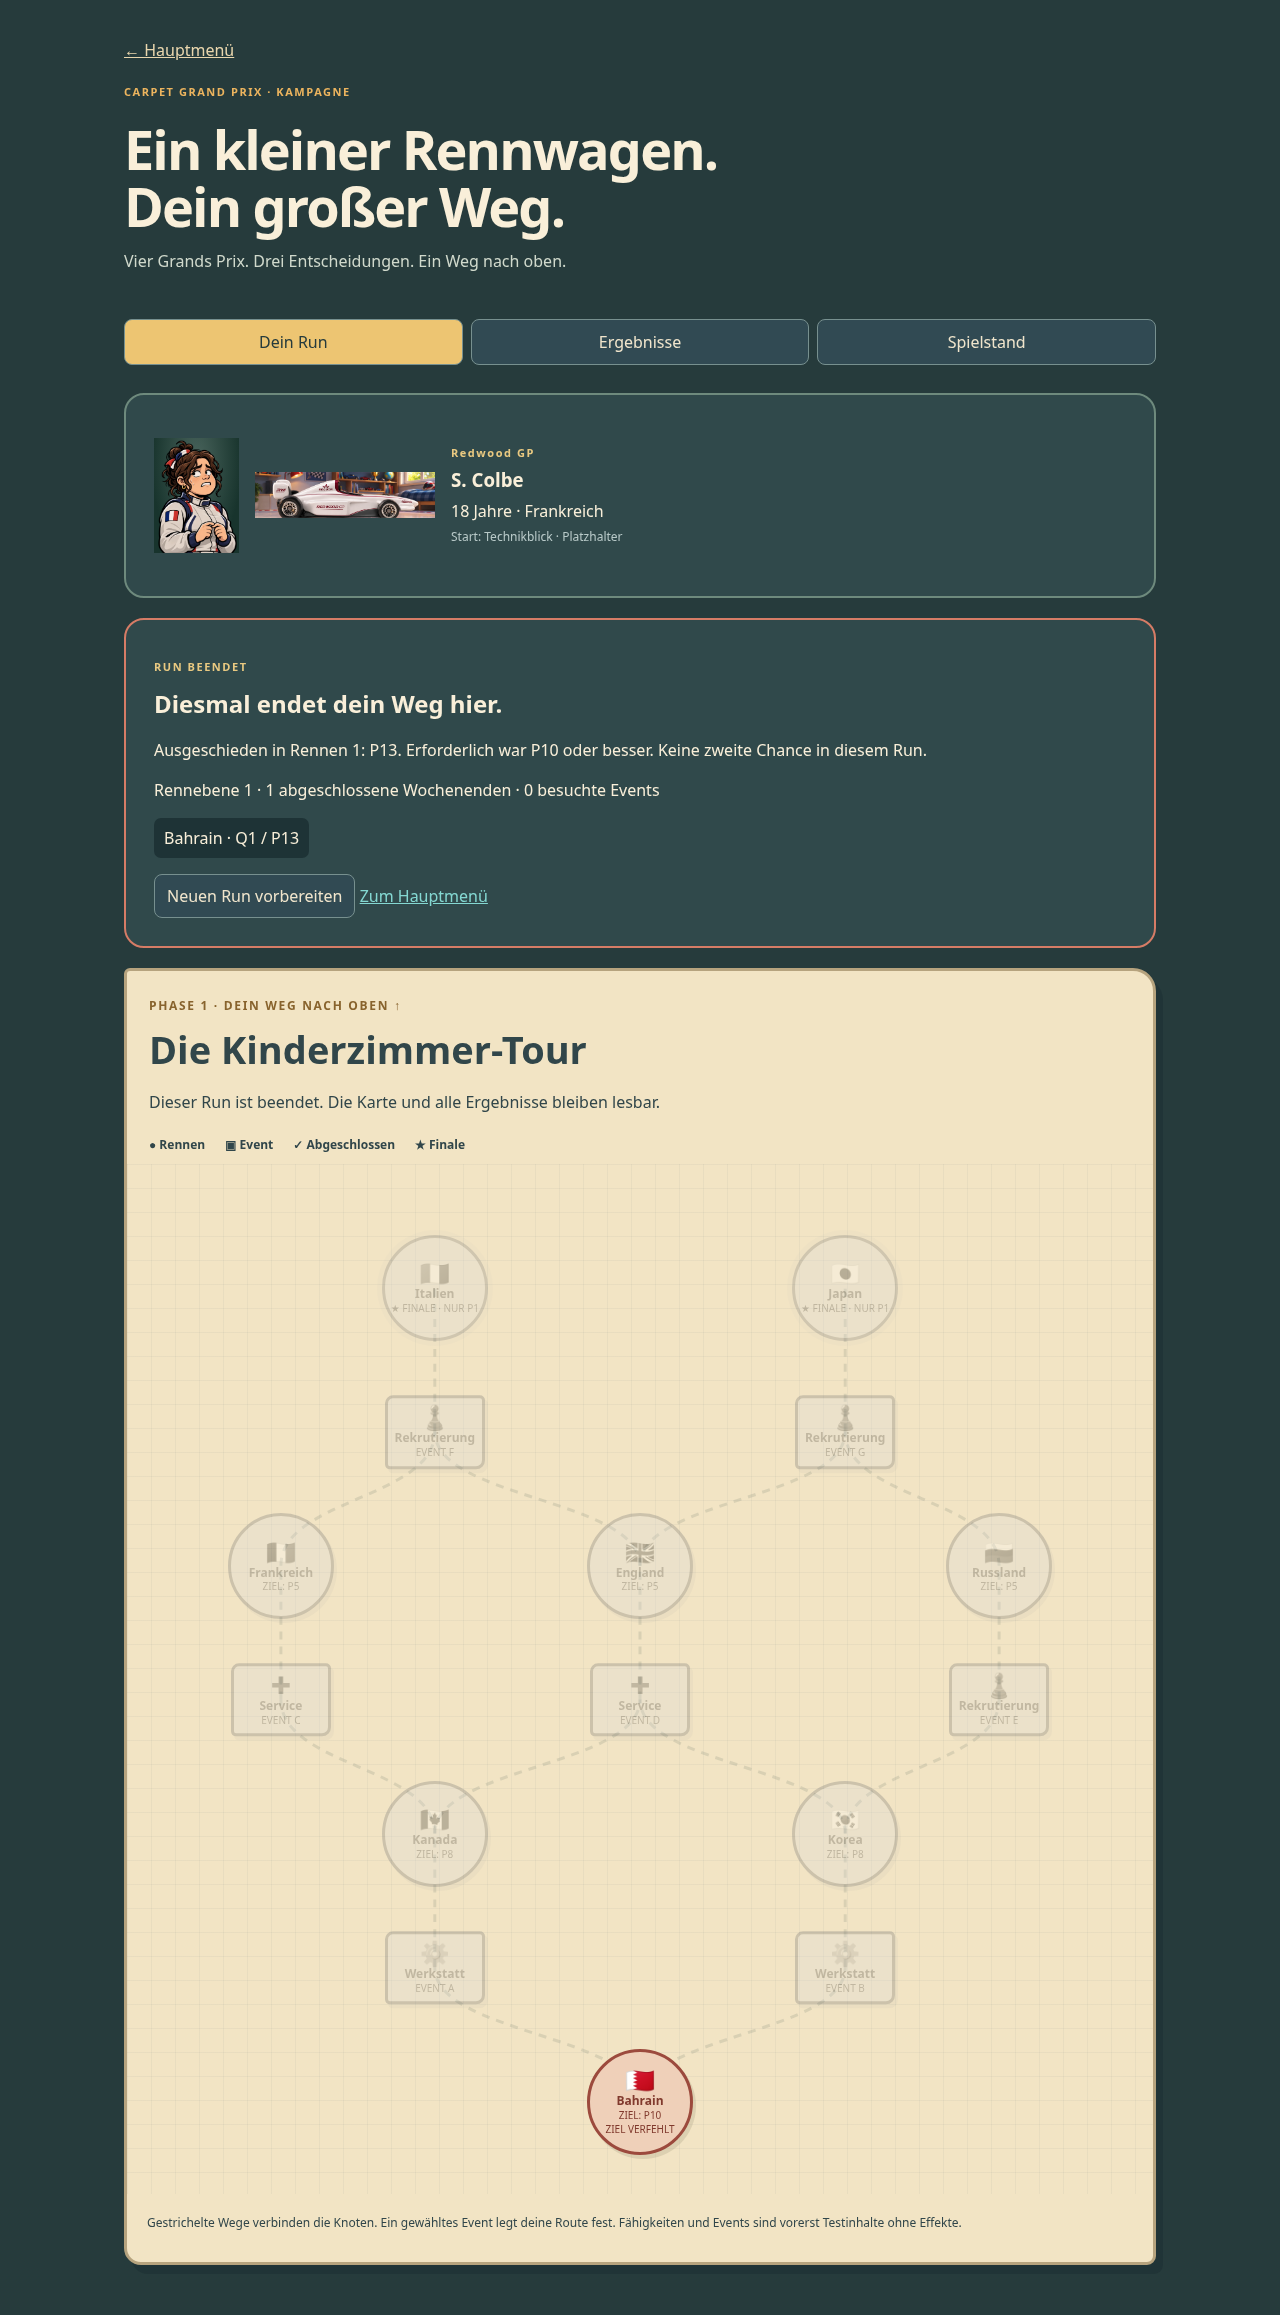 ← Hauptmenü
CARPET GRAND PRIX · KAMPAGNE
Ein kleiner Rennwagen.
Dein großer Weg.
Vier Grands Prix. Drei Entscheidungen. Ein Weg nach oben.
Dein Run
Ergebnisse
Spielstand
Redwood GP
S. Colbe
18 Jahre · Frankreich
Start: Technikblick · Platzhalter
RUN BEENDET
Diesmal endet dein Weg hier.
Ausgeschieden in Rennen 1: P13. Erforderlich war P10 oder besser. Keine zweite Chance in diesem Run.
Rennebene 1 · 1 abgeschlossene Wochenenden · 0 besuchte Events
Bahrain · Q1 / P13
Neuen Run vorbereiten
Zum Hauptmenü
PHASE 1 · DEIN WEG NACH OBEN ↑
Die Kinderzimmer-Tour
Dieser Run ist beendet. Die Karte und alle Ergebnisse bleiben lesbar.
● Rennen
▣ Event
✓ Abgeschlossen
★ Finale
Italien
★ FINALE · NUR P1
Japan
★ FINALE · NUR P1
Rekrutierung
EVENT F
Rekrutierung
EVENT G
Frankreich
ZIEL: P5
England
ZIEL: P5
Russland
ZIEL: P5
Service
EVENT C
Service
EVENT D
Rekrutierung
EVENT E
Kanada
ZIEL: P8
Korea
ZIEL: P8
Werkstatt
EVENT A
Werkstatt
EVENT B
Bahrain
ZIEL: P10
ZIEL VERFEHLT
Gestrichelte Wege verbinden die Knoten. Ein gewähltes Event legt deine Route fest. Fähigkeiten und Events sind vorerst Testinhalte ohne Effekte.